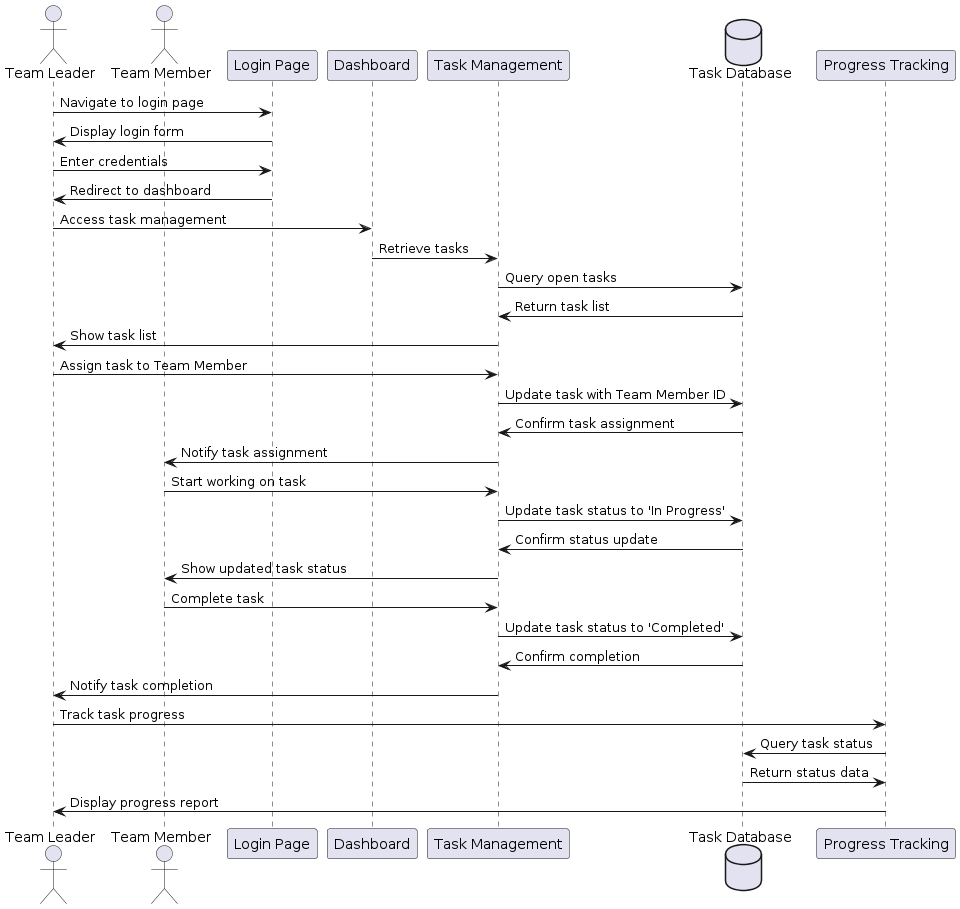 Team Leader
Team Member
Login Page
Dashboard
Task Management
Task Database
Progress Tracking
Navigate to login page
Display login form
Enter credentials
Redirect to dashboard
Access task management
Retrieve tasks
Query open tasks
Return task list
Show task list
Assign task to Team Member
Update task with Team Member ID
Confirm task assignment
Notify task assignment
Start working on task
Update task status to 'In Progress'
Confirm status update
Show updated task status
Complete task
Update task status to 'Completed'
Confirm completion
Notify task completion
Track task progress
Query task status
Return status data
Display progress report
Team Leader
Team Member
Login Page
Dashboard
Task Management
Task Database
Progress Tracking